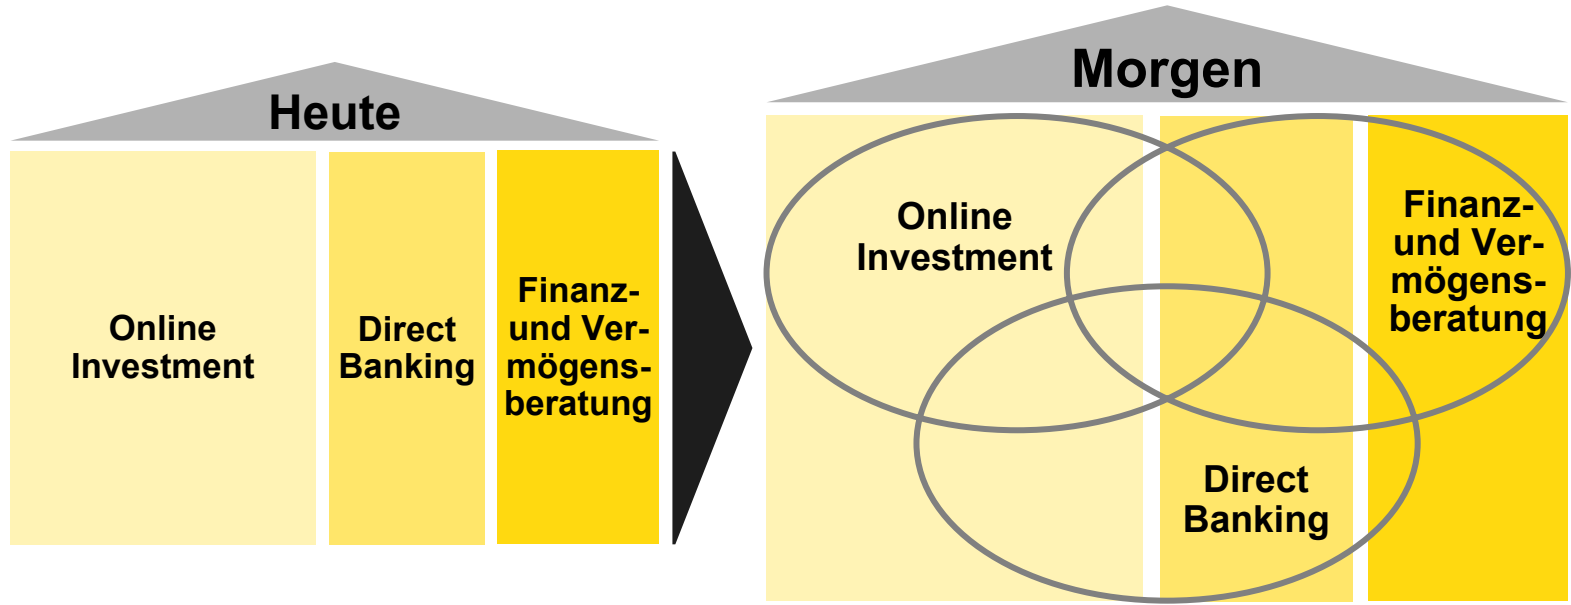 Heute
Online
Investment
Direct
Banking
Finanz-
und Ver-
mögens-
beratung
Morgen
Online
Investment
Finanz-
und Ver-
mögens-
beratung
Direct
Banking